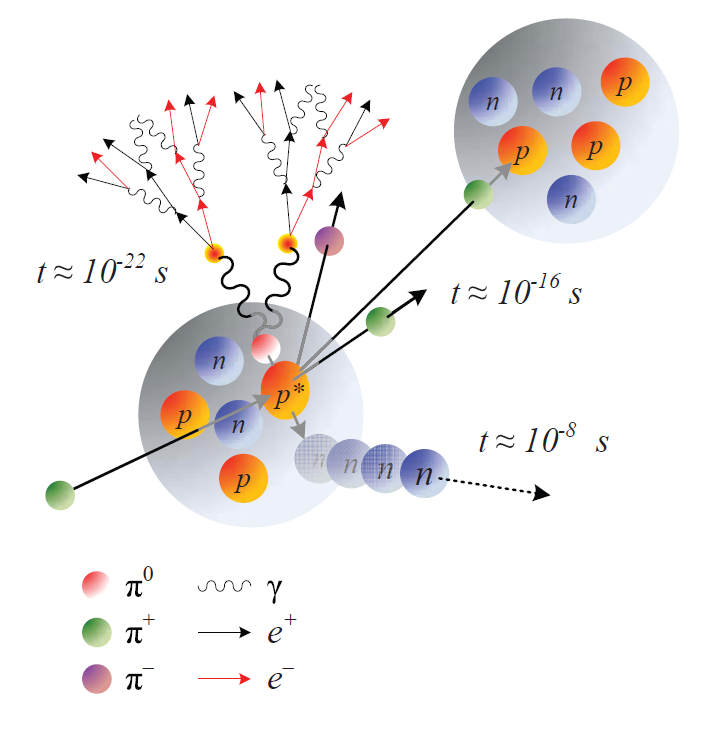 n
n
p
p
p
n
t ≈ 10⁻²² s
t ≈ 10⁻¹⁶ s
n
p*
p
n
p
n
n
n
n
t ≈ 10⁻⁸ s
π⁰ γ
π⁺ e⁺
π⁻ e⁻